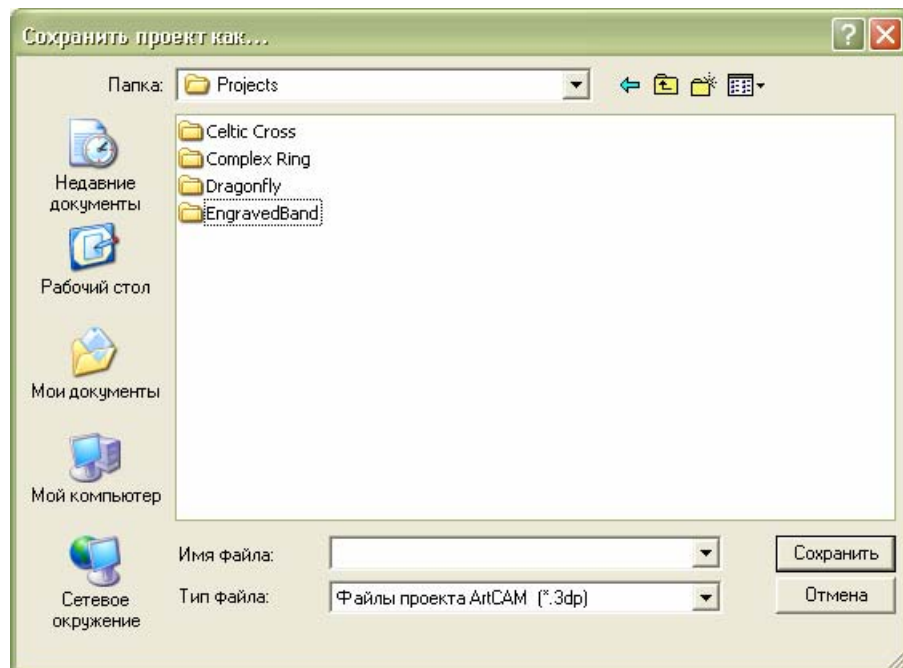 Сохранить проект как...
Папка:
Projects
Недавние
документы
Рабочий стол
Мои документы
Мой компьютер
Сетевое
окружение
Celtic Cross
Complex Ring
Dragonfly
EngravedBand
Имя файла:
Сохранить
Тип файла:
Файлы проекта ArtCAM (*.3dp)
Отмена